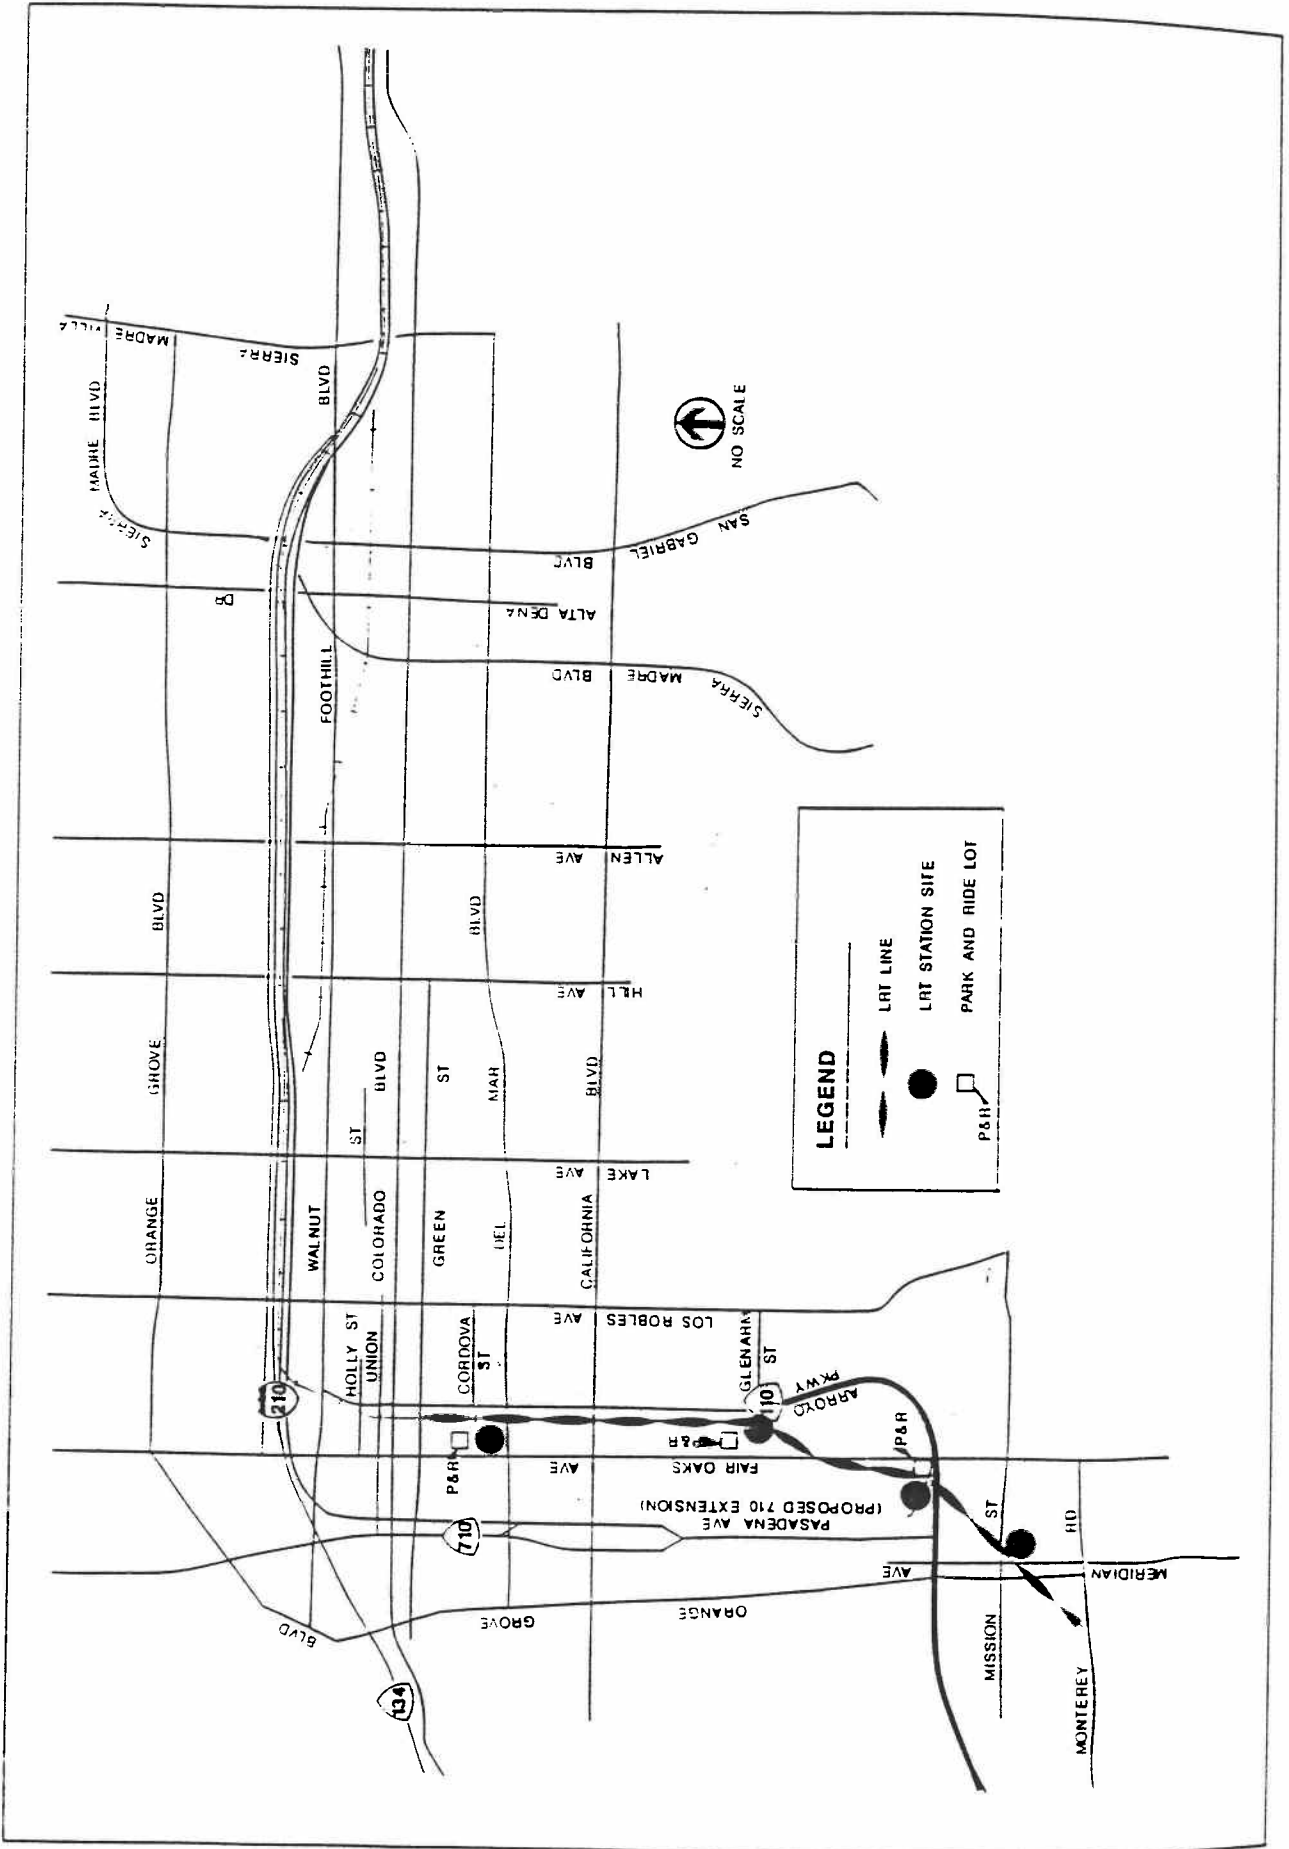 VILLA
MADRE
SIERRA
MADRE BLVD
SIERRA
BLVD
NO SCALE
SAN
GABRIEL
BLVD
DR
ALTA DENA
FOOTHILL
BLVD
MADRE
SIERRA
AVE
ALLEN
BLVD
BLVD
AVE
HILL
GROVE
BLVD
ST
MAR
BLVD
ST
AVE
LAKE
ORANGE
WALNUT
COLORADO
GREEN
DEL
CALIFORNIA
AVE
LOS ROBLES
HOLLY ST
UNION
CORDOVA
ST
GLENARM
ST
210
110
ARROYO
PKWY
P&R
P&R
P&R
AVE
FAIR OAKS
710
PASADENA AVE
(PROPOSED 710 EXTENSION)
ST
RD
AVE
MERIDIAN
BLVD
GROVE
ORANGE
134
MISSION
MONTEREY
LEGEND
LRT LINE
LRT STATION SITE
P&R
PARK AND RIDE LOT